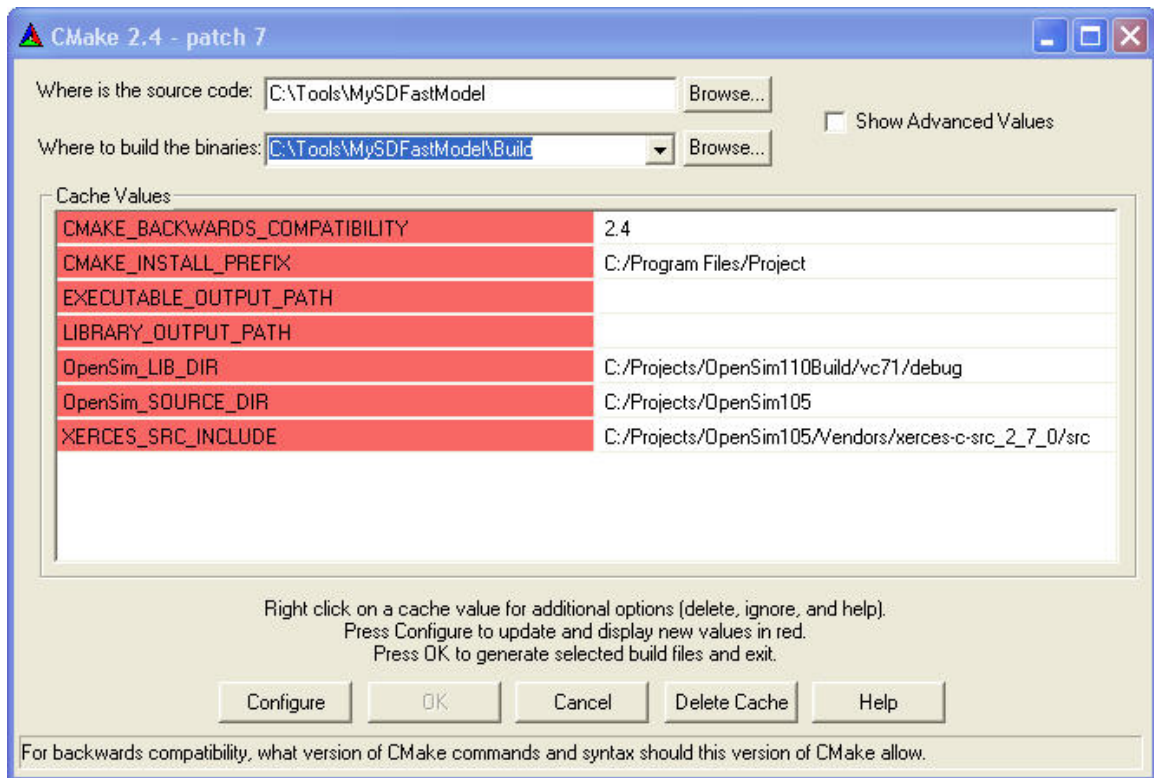 CMake 2.4 - patch 7
Where is the source code: C:\Tools\MySDFastModel Browse...
Show Advanced Values
Where to build the binaries: C:\Tools\MySDFastModel\Build Browse...
Cache Values
CMAKE_BACKWARDS_COMPATIBILITY 2.4
CMAKE_INSTALL_PREFIX C:/Program Files/Project
EXECUTABLE_OUTPUT_PATH
LIBRARY_OUTPUT_PATH
OpenSim_LIB_DIR C:/Projects/OpenSim110Build/vc71/debug
OpenSim_SOURCE_DIR C:/Projects/OpenSim105
XERCES_SRC_INCLUDE C:/Projects/OpenSim105/Vendors/xerces-c-src_2_7_0/src
Right click on a cache value for additional options (delete, ignore, and help).
Press Configure to update and display new values in red.
Press OK to generate selected build files and exit.
Configure OK Cancel Delete Cache Help
For backwards compatibility, what version of CMake commands and syntax should this version of CMake allow.